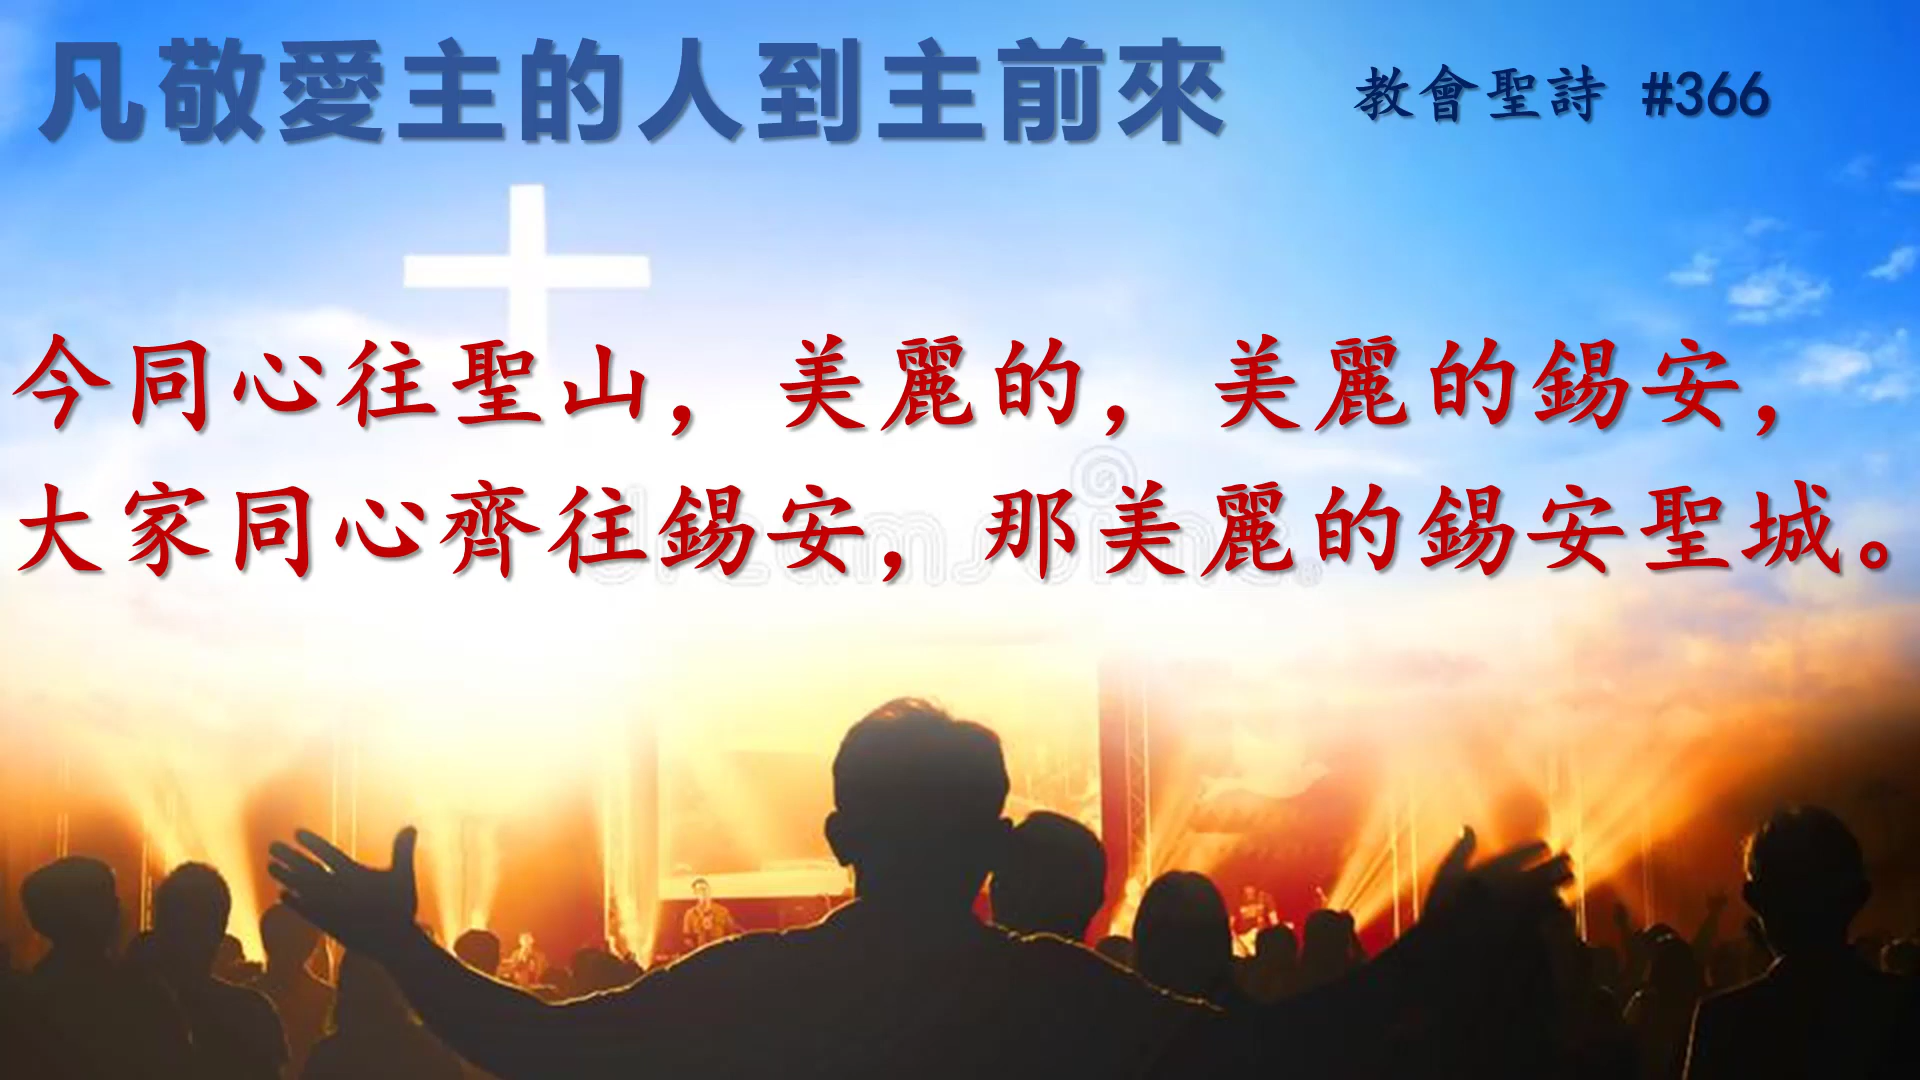 凡敬愛主的人到主前來 教會聖詩 #366
今同心往聖山，美麗的，美麗的錫安，
大家同心齊往錫安，那美麗的錫安聖城。